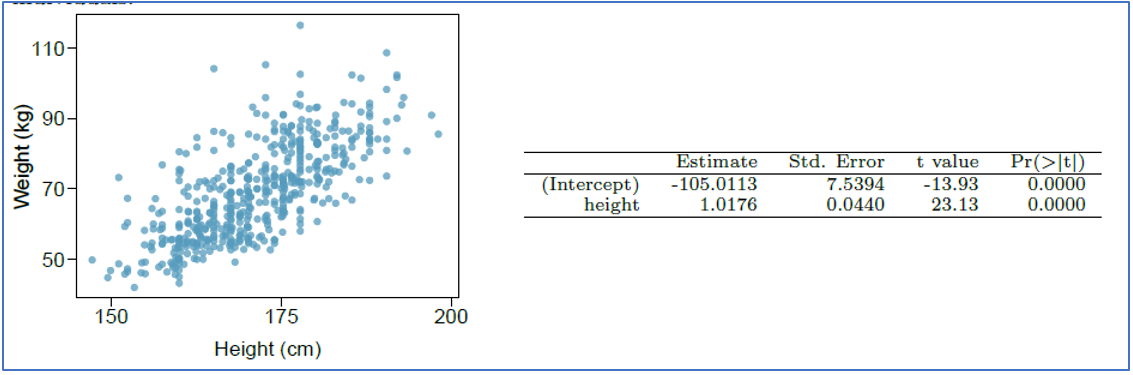 110
90
70
50
Weight (kg)
150 175 200
Height (cm)
Estimate Std. Error t value Pr(>|t|)
(Intercept) -105.0113 7.5394 -13.93 0.0000
height 1.0176 0.0440 23.13 0.0000